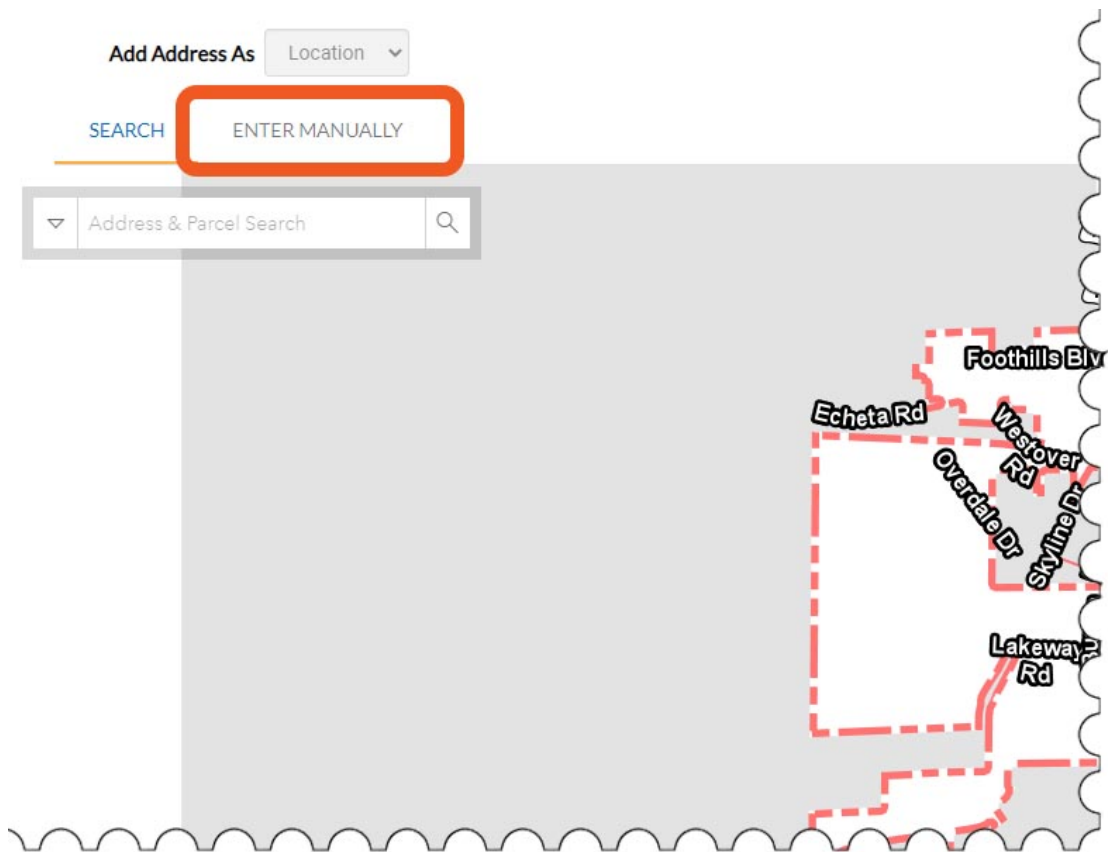 Add Address As Location
SEARCH ENTER MANUALLY
Address & Parcel Search
Foothills Blv
Echeta Rd
Westover
Rd
Overdale Dr
Skyline Dr
Lakeway
Rd